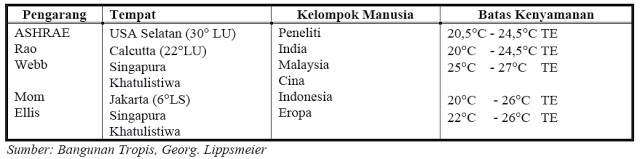 Pengarang Tempat Kelompok Manusia Batas Kenyamanan
ASHRAE USA Selatan (30° LU) Peneliti 20,5°C - 24,5°C TE
Rao Calcutta (22°LU) India 20°C - 24,5°C TE
Webb Singapura Malaysia 25°C - 27°C TE
Khatulistiwa Cina
Mom Jakarta (6°LS) Indonesia 20°C - 26°C TE
Ellis Singapura Eropa 22°C - 26°C TE
Khatulistiwa
Sumber: Bangunan Tropis, Georg. Lippsmeier